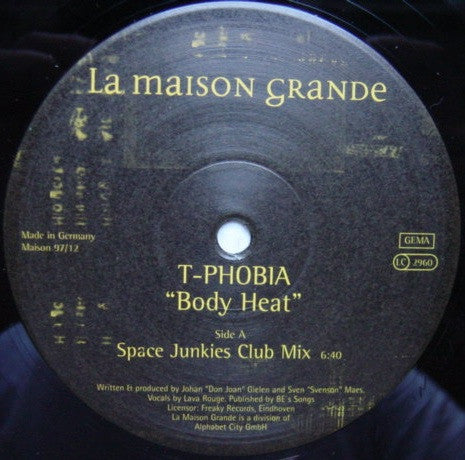 La maison Grande
Made in Germany
Maison 97/12
GEMA
LC 2960
T-PHOBIA
“Body Heat”
Side A
Space Junkies Club Mix 6:40
Written & produced by Johan "Don Joan" Gielen and Sven "Svenson" Maes.
Vocals by Lava Rouge. Published by BE´s Songs
Licensor: Freaky Records, Eindhoven
La Maison Grande is a division of
Alphabet City GmbH